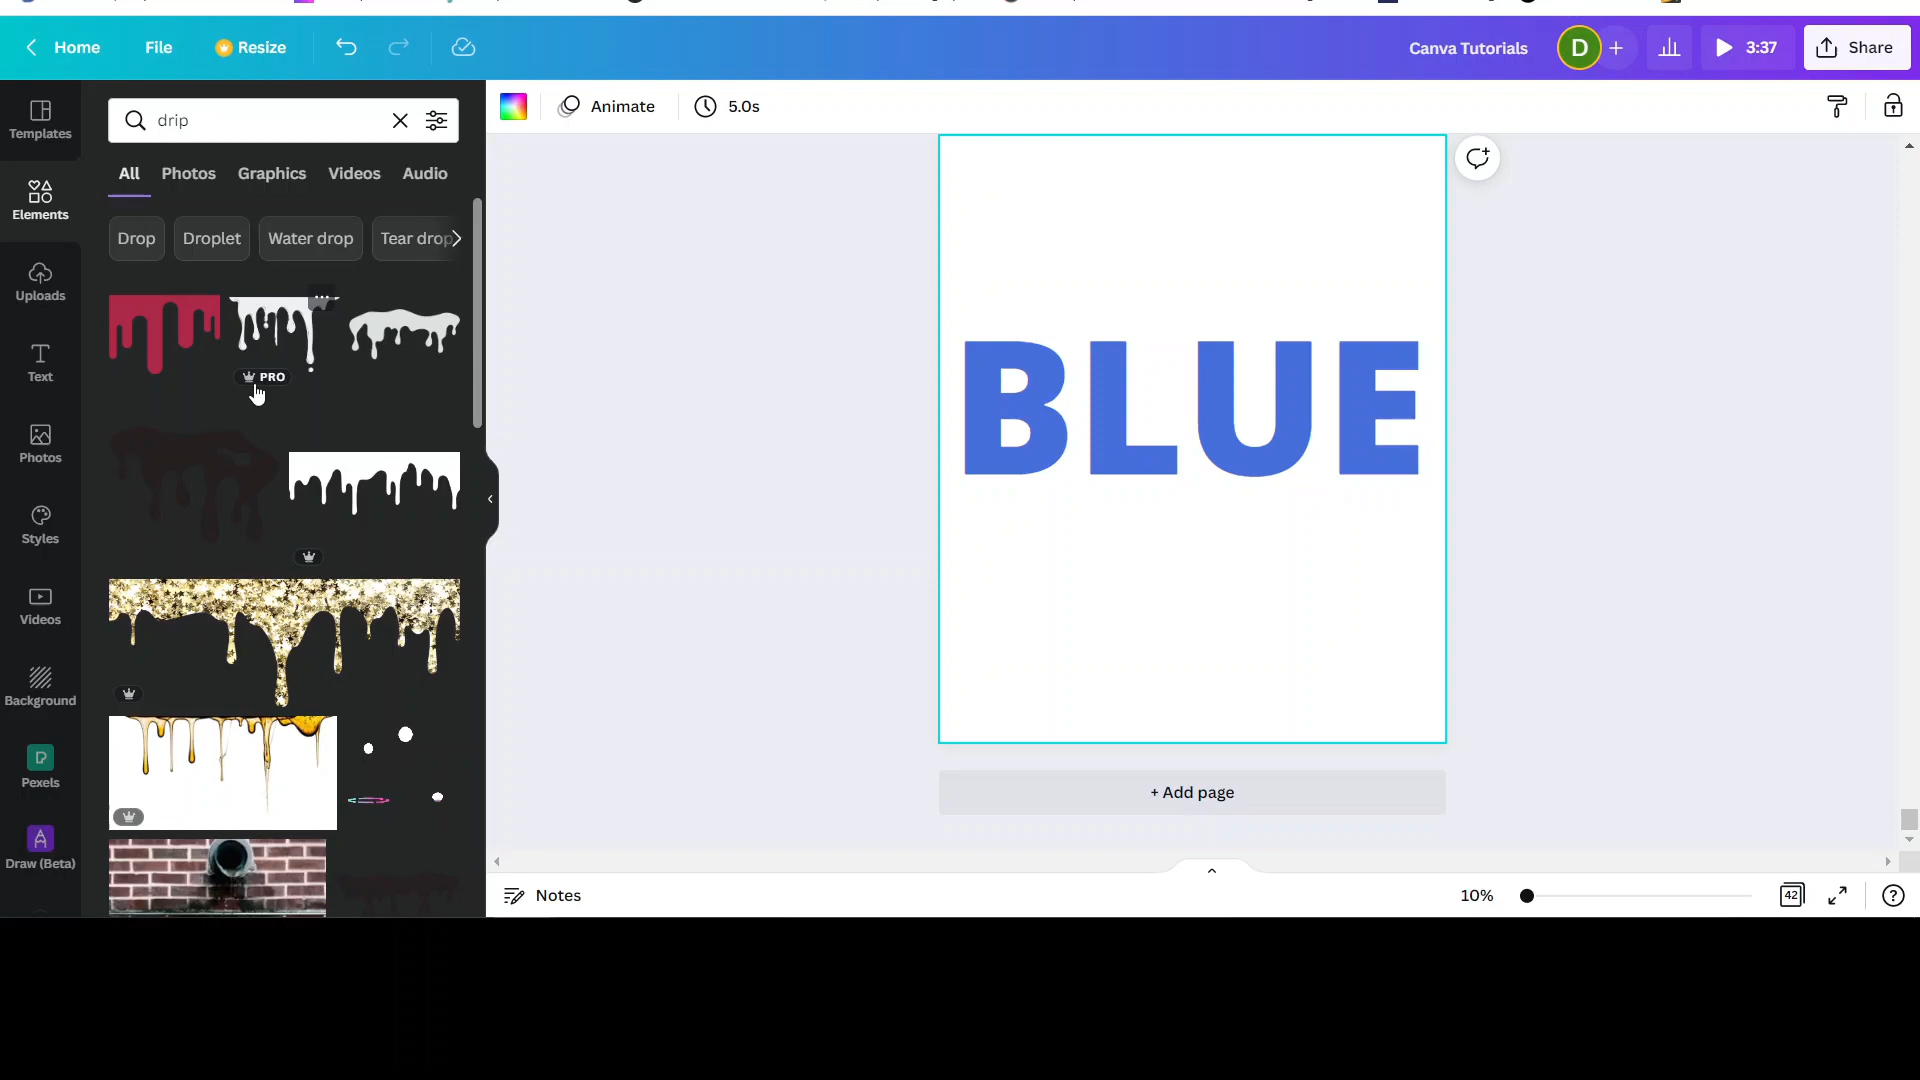 Home
File
Resize
Canva Tutorials
D
+
3:37
Share
Templates
Elements
Uploads
Text
Photos
Styles
Videos
Background
Pexels
Draw (Beta)
drip
All
Photos
Graphics
Videos
Audio
Drop
Droplet
Water drop
Tear drop
PRO
Animate
5.0s
BLUE
+ Add page
Notes
10%
42
?